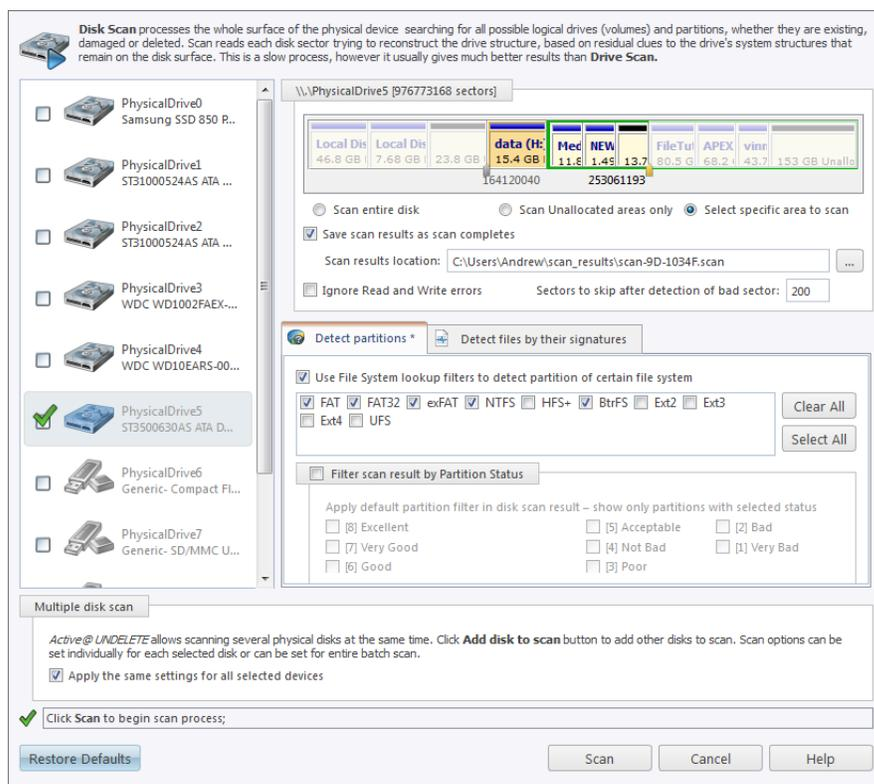 Disk Scan processes the whole surface of the physical device searching for all possible logical drives (volumes) and partitions, whether they are existing,
damaged or deleted. Scan reads each disk sector trying to reconstruct the drive structure, based on residual clues to the drive's system structures that
remain on the disk surface. This is a slow process, however it usually gives much better results than Drive Scan.
PhysicalDrive0
Samsung SSD 850 P...
PhysicalDrive1
ST31000524AS ATA ...
PhysicalDrive2
ST31000524AS ATA ...
PhysicalDrive3
WDC WD1002FAEX-...
PhysicalDrive4
WDC WD10EARS-00...
PhysicalDrive5
ST3500630AS ATA D...
PhysicalDrive6
Generic- Compact Fl...
PhysicalDrive7
Generic- SD/MMC U...
\\.\PhysicalDrive5 [976773168 sectors]
Local Dis Local Dis data (H: Med NEW FileTut APEX vinn
46.8 GB 7.68 GB 23.8 GB 15.4 GB 11.8 1.49 13.7 80.5 G 68.2 43.7 153 GB Unallo
164120040 253061193
Scan entire disk Scan Unallocated areas only Select specific area to scan
Save scan results as scan completes
Scan results location: C:\Users\Andrew\scan_results\scan-9D-1034F.scan ...
Ignore Read and Write errors Sectors to skip after detection of bad sector: 200
Detect partitions * Detect files by their signatures
Use File System lookup filters to detect partition of certain file system
FAT FAT32 exFAT NTFS HFS+ BtrFS Ext2 Ext3
Ext4 UFS
Clear All
Select All
Filter scan result by Partition Status
Apply default partition filter in disk scan result – show only partitions with selected status
[8] Excellent [5] Acceptable [2] Bad
[7] Very Good [4] Not Bad [1] Very Bad
[6] Good [3] Poor
Multiple disk scan
Active@ UNDELETE allows scanning several physical disks at the same time. Click Add disk to scan button to add other disks to scan. Scan options can be
set individually for each selected disk or can be set for entire batch scan.
Apply the same settings for all selected devices
Click Scan to begin scan process;
Restore Defaults Scan Cancel Help